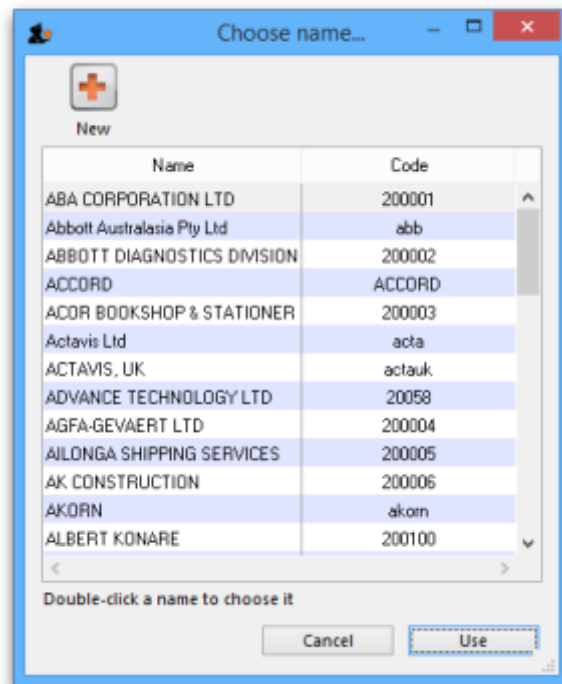 Choose name...
New
Name Code
ABA CORPORATION LTD 200001
Abbott Australasia Pty Ltd abb
ABBOTT DIAGNOSTICS DIVISION 200002
ACCORD ACCORD
ACOR BOOKSHOP & STATIONER 200003
Actavis Ltd acta
ACTAVIS, UK actauk
ADVANCE TECHNOLOGY LTD 20058
AGFA-GEVAERT LTD 200004
AILONGA SHIPPING SERVICES 200005
AK CONSTRUCTION 200006
AKORN akorn
ALBERT KONARE 200100
Double-click a name to choose it
Cancel Use